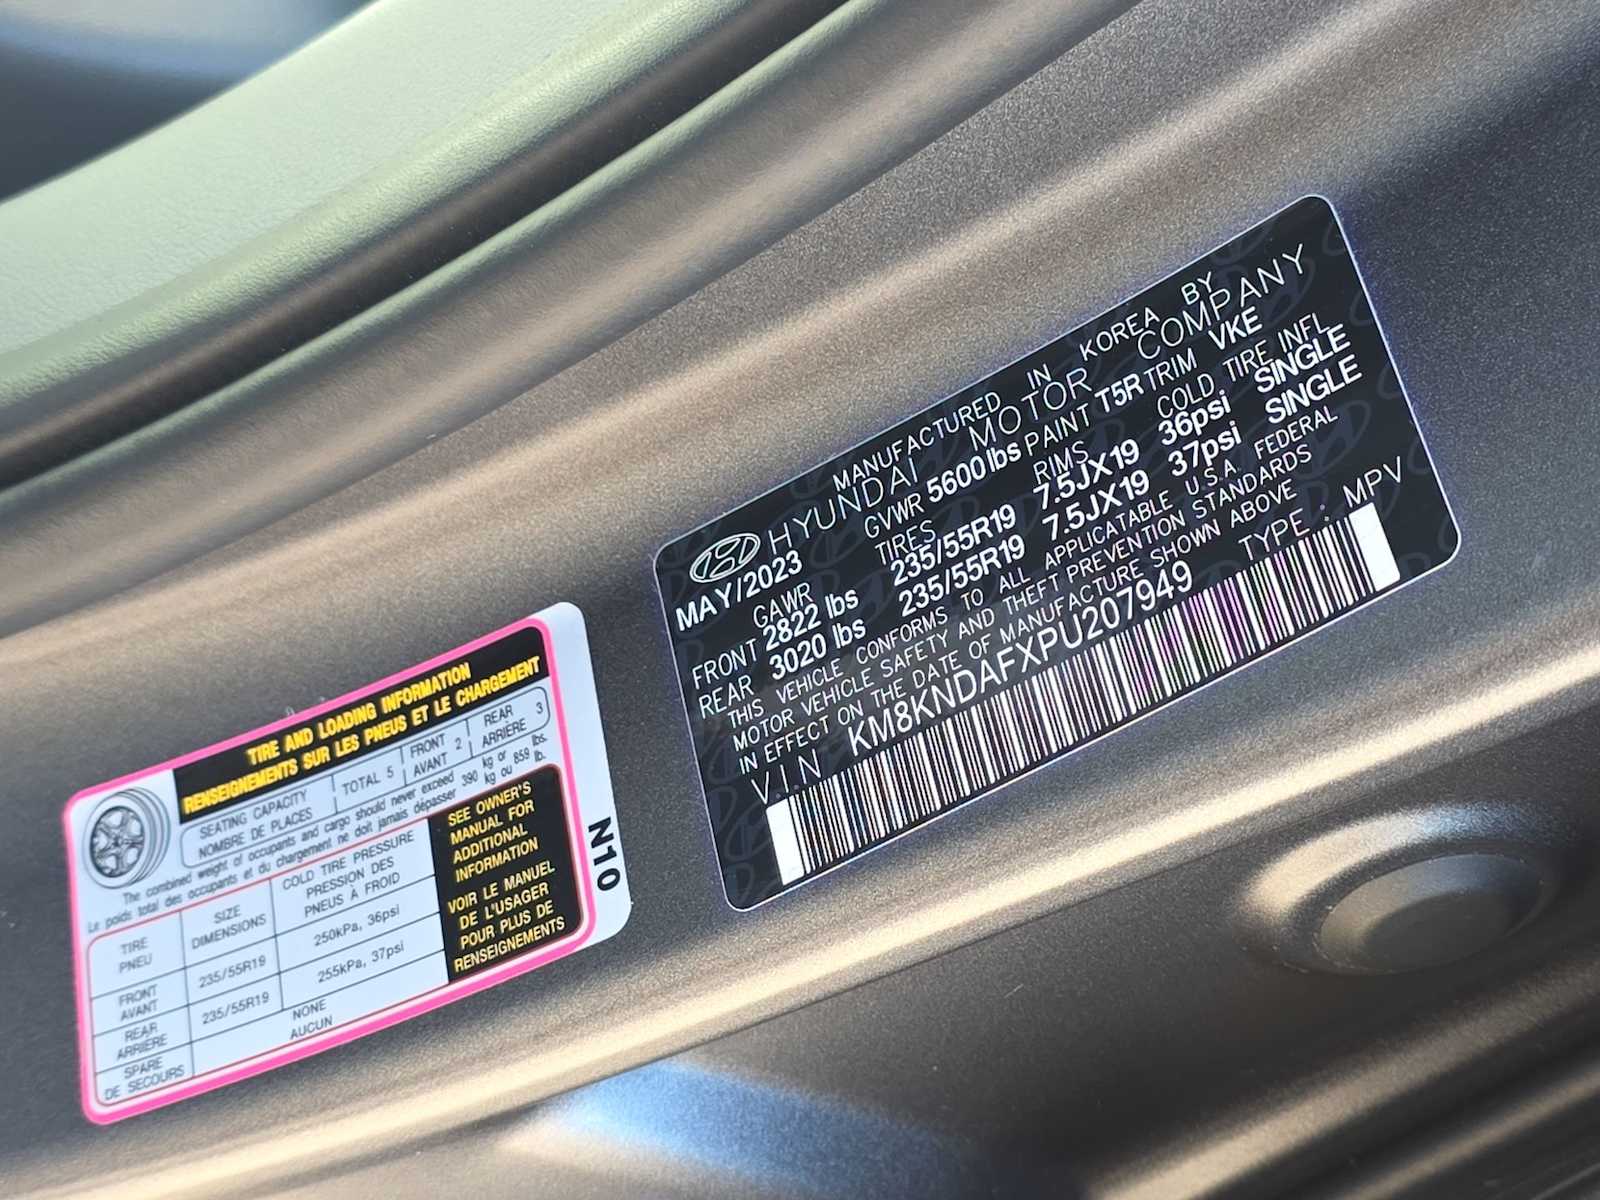 MANUFACTURED IN KOREA BY
HYUNDAI MOTOR COMPANY
MAY/2023 GVWR 5600 lbs PAINT T5R TRIM VKE
GAWR TIRES RIMS COLD TIRE INFL
FRONT 2822 lbs 235/55R19 7.5JX19 36psi SINGLE
REAR 3020 lbs 235/55R19 7.5JX19 37psi SINGLE
THIS VEHICLE CONFORMS TO ALL APPLICATABLE U.S.A. FEDERAL
MOTOR VEHICLE SAFETY AND THEFT PREVENTION STANDARDS
IN EFFECT ON THE DATE OF MANUFACTURE SHOWN ABOVE
V.I.N KM8KNDAFXPU207949 TYPE : MPV
TIRE AND LOADING INFORMATION
RENSEIGNEMENTS SUR LES PNEUS ET LE CHARGEMENT
SEATING CAPACITY
NOMBRE DE PLACES
TOTAL 5
FRONT
AVANT
2
REAR
ARRIÈRE
3
The combined weight of occupants and cargo should never exceed 390 kg or 859 lbs.
Le poids total des occupants et du chargement ne doit jamais dépasser kg ou lb.
TIRE
PNEU
SIZE
DIMENSIONS
COLD TIRE PRESSURE
PRESSION DES
PNEUS À FROID
FRONT
AVANT
235/55R19
250kPa, 36psi
REAR
ARRIÈRE
235/55R19
255kPa, 37psi
SPARE
DE SECOURS
NONE
AUCUN
SEE OWNER'S
MANUAL FOR
ADDITIONAL
INFORMATION
VOIR LE MANUEL
DE L'USAGER
POUR PLUS DE
RENSEIGNEMENTS
N10